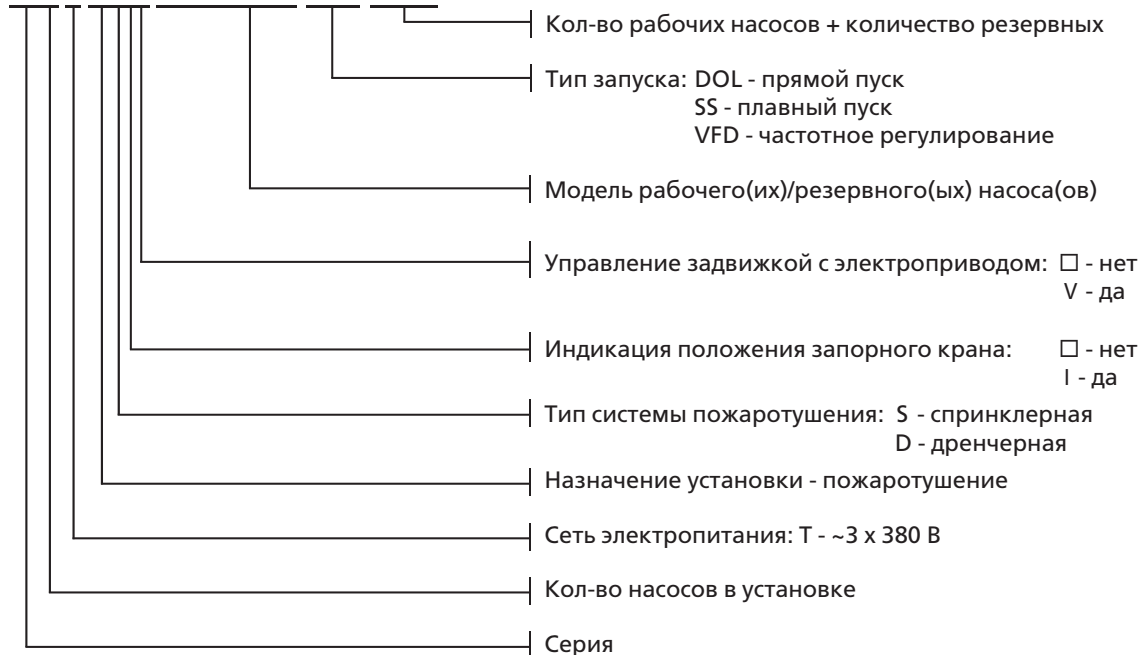 Кол-во рабочих насосов + количество резервных
Тип запуска: DOL - прямой пуск
SS - плавный пуск
VFD - частотное регулирование
Модель рабочего(их)/резервного(ых) насоса(ов)
Управление задвижкой с электроприводом: □ - нет
V - да
Индикация положения запорного крана: □ - нет
I - да
Тип системы пожаротушения: S - спринклерная
D - дренчерная
Назначение установки - пожаротушение
Сеть электропитания: T - ~3 x 380 В
Кол-во насосов в установке
Серия